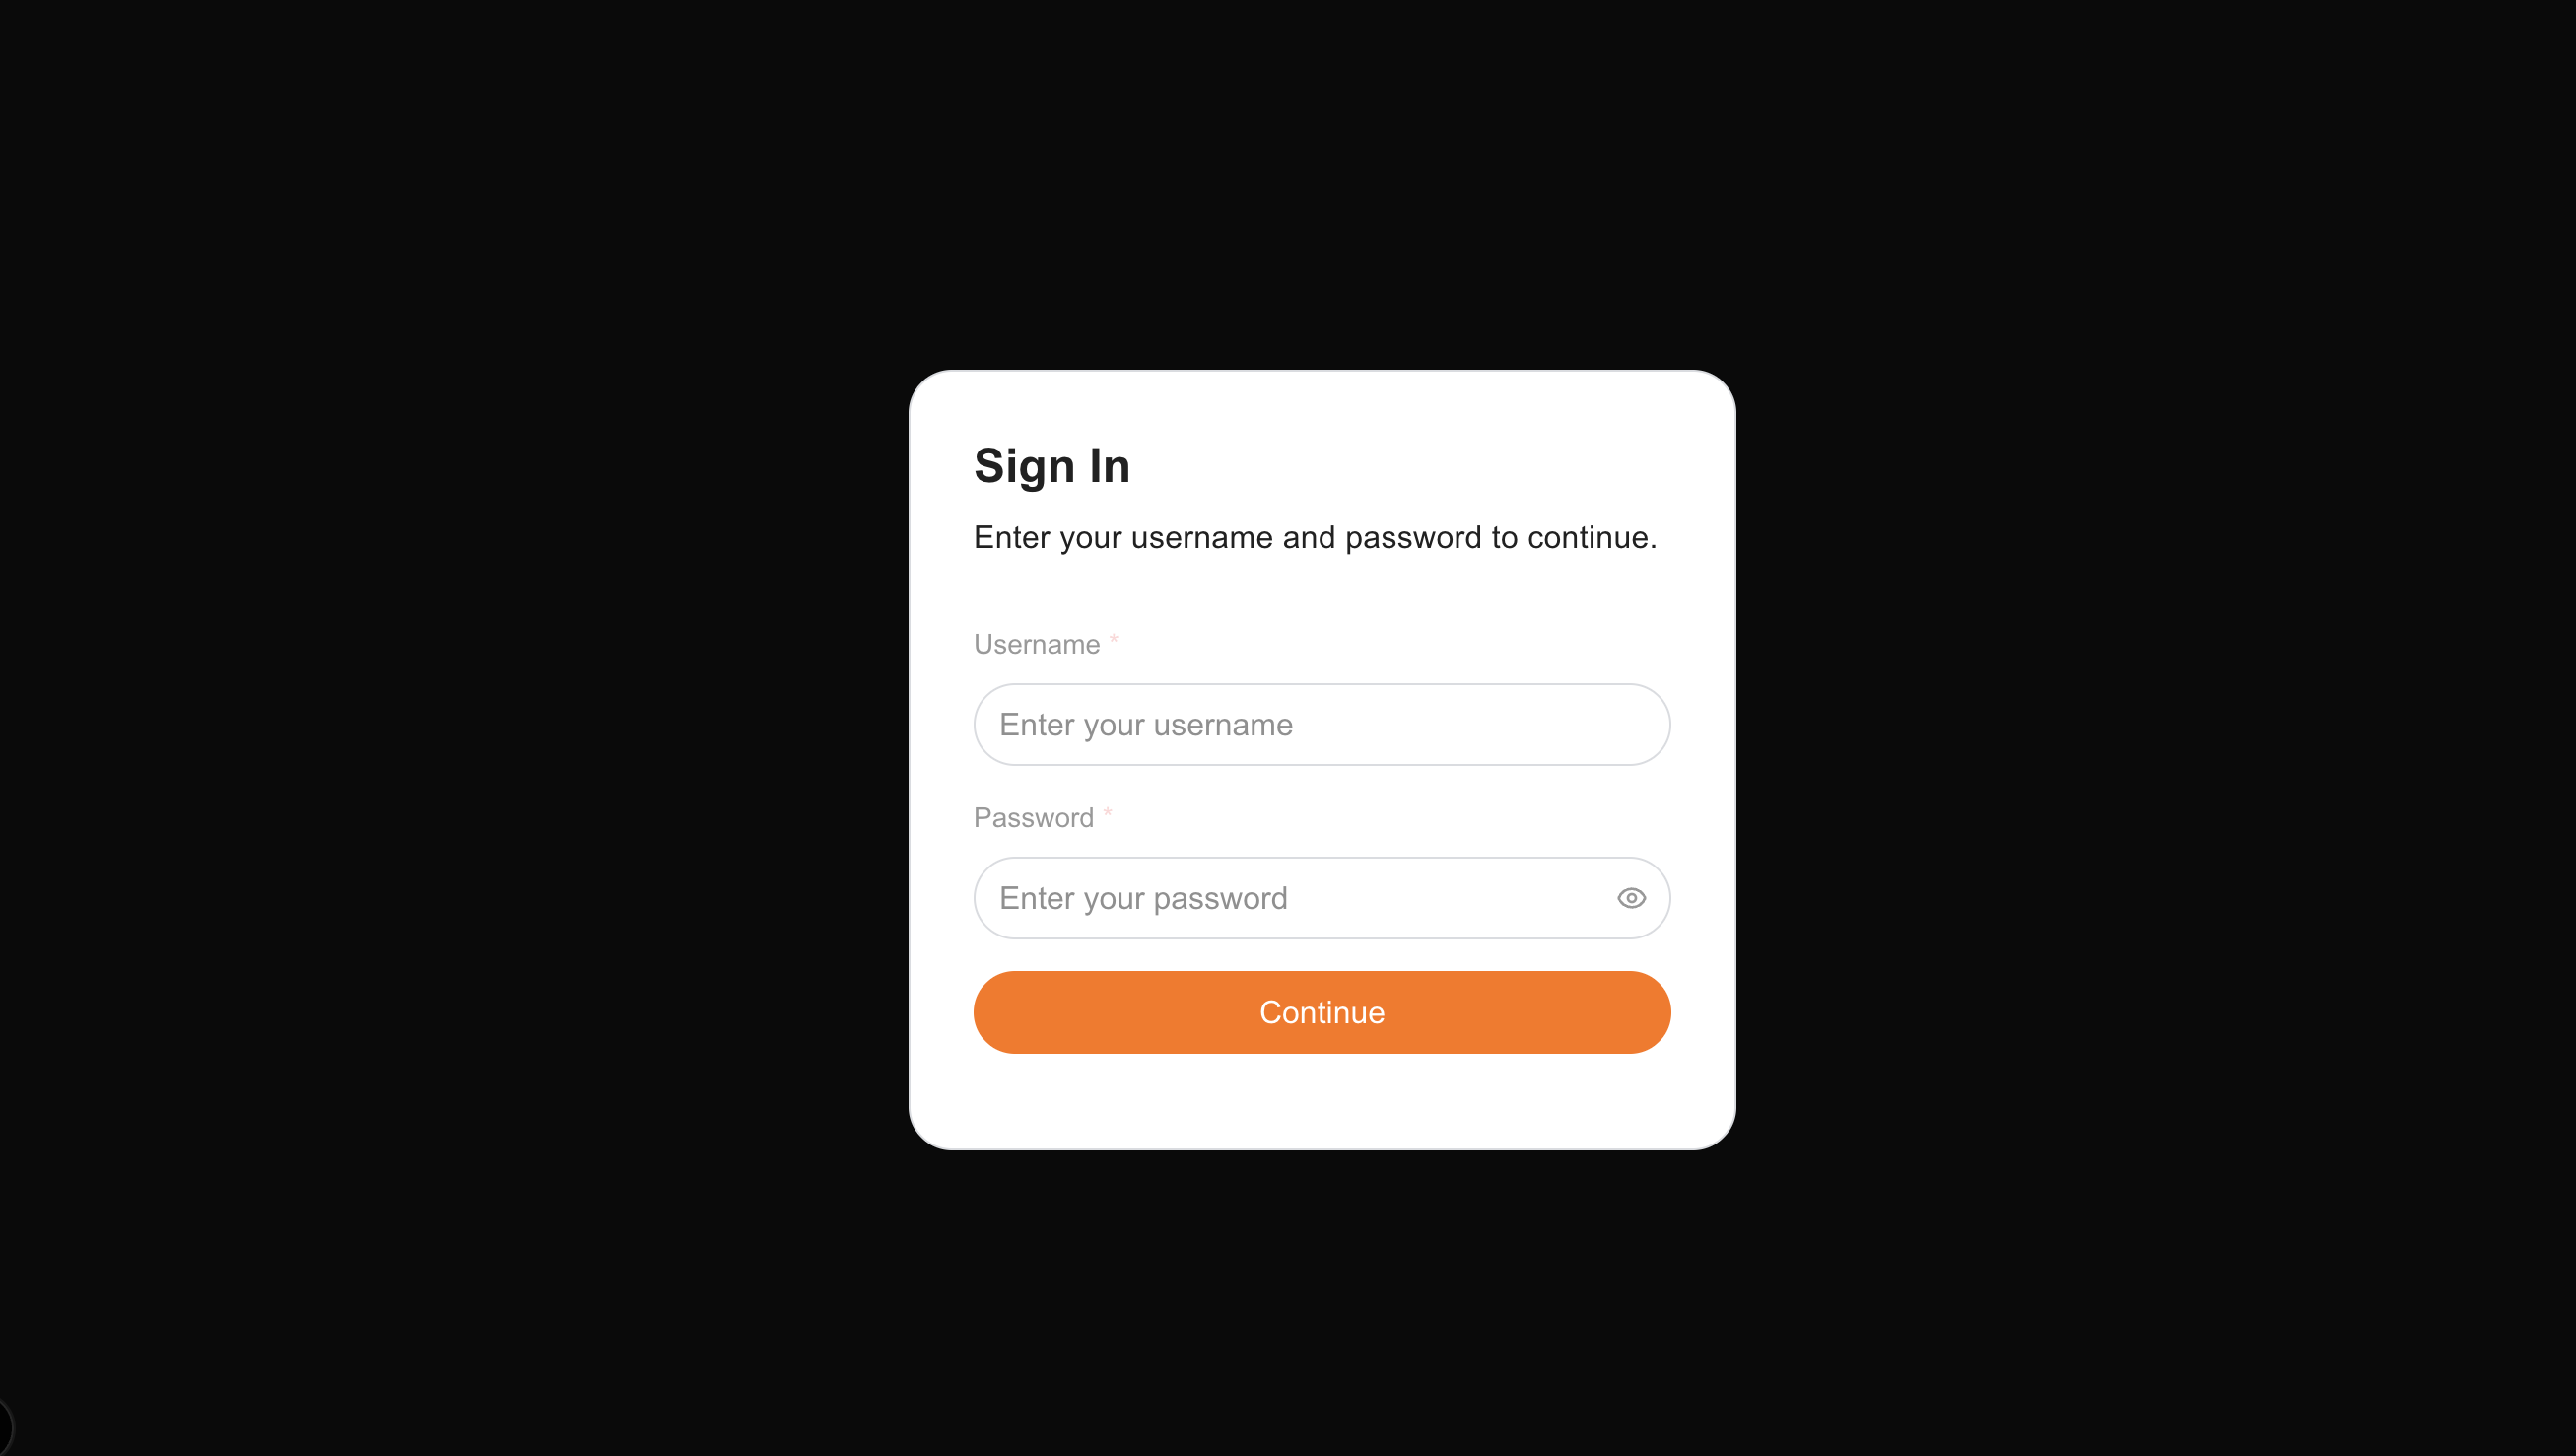 Sign In
Enter your username and password to continue.
Username *
Enter your username
Password *
Enter your password
Continue